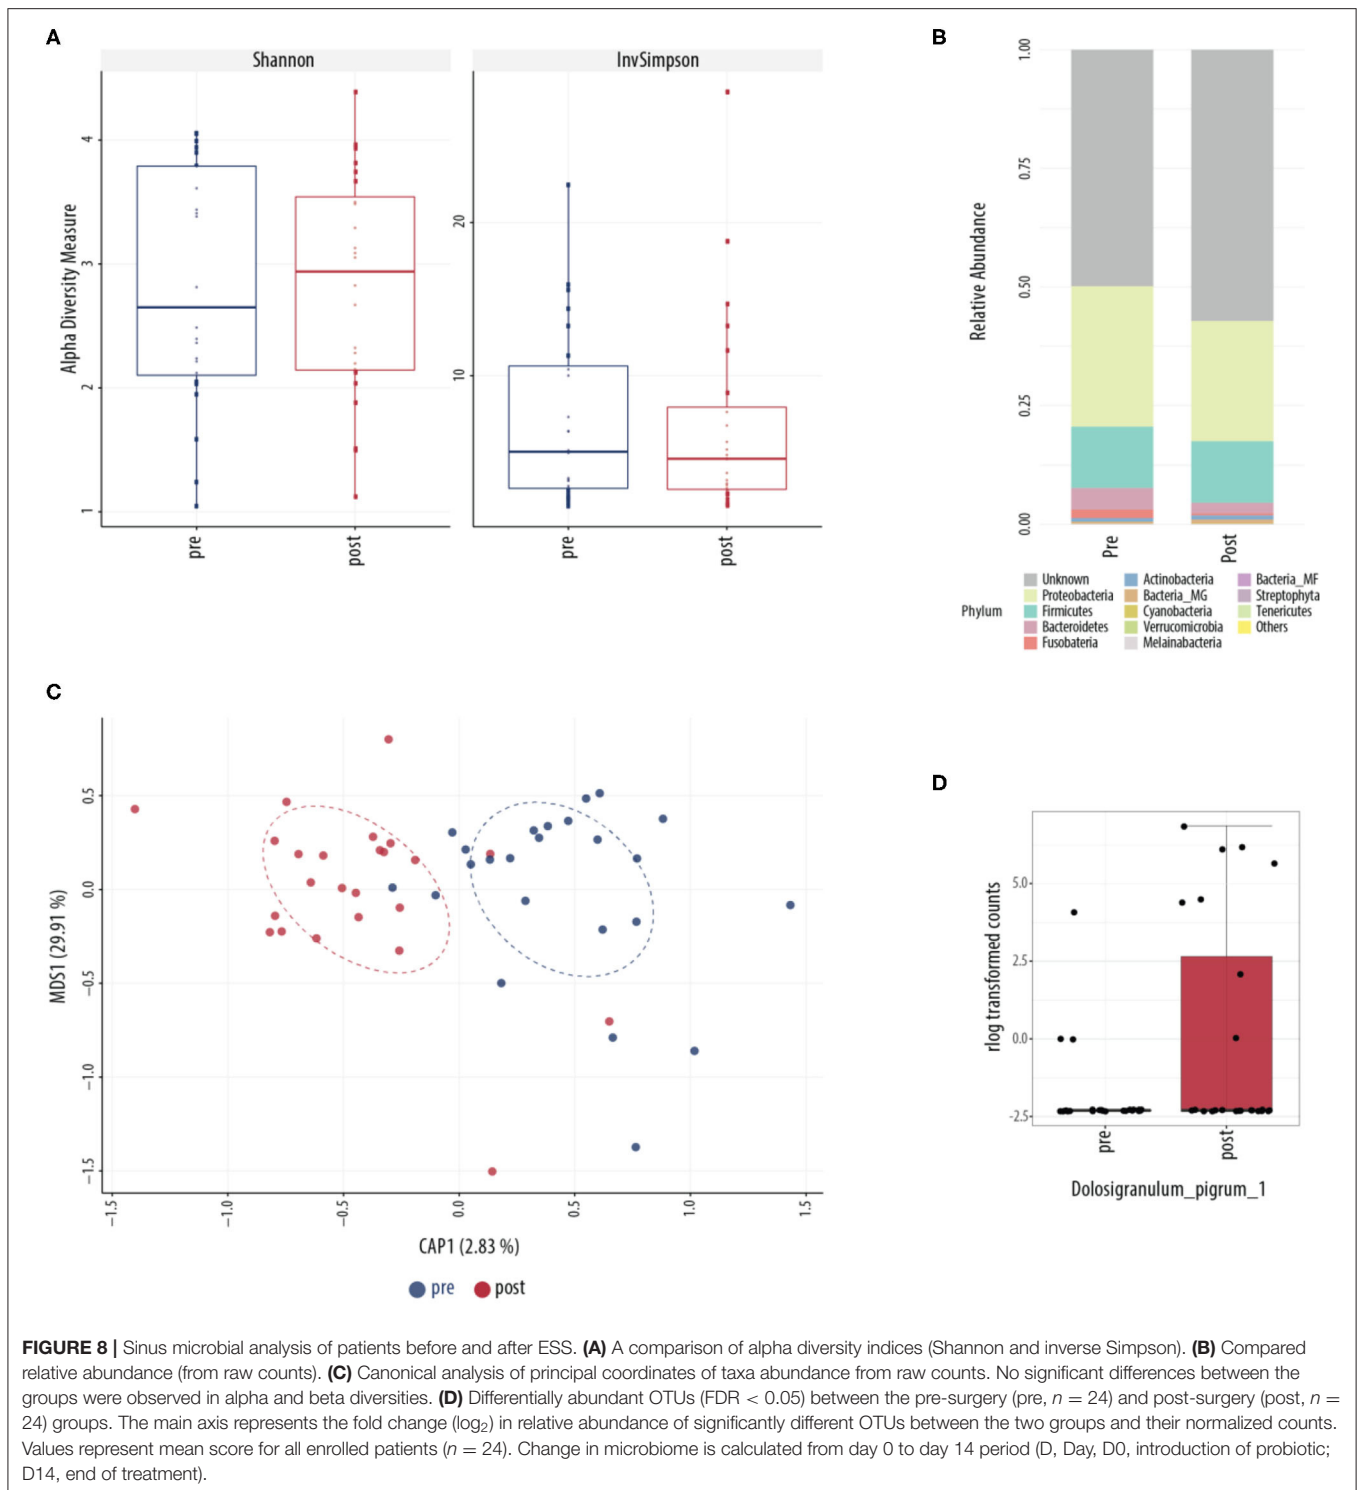 A
Shannon
InvSimpson
Alpha Diversity Measure
4
3
2
1
20
10
pre
post
pre
post
B
Relative Abundance
1.00
0.75
0.50
0.25
0.00
Pre
Post
Phylum
Unknown
Proteobacteria
Firmicutes
Bacteroidetes
Fusobateria
Actinobacteria
Bacteria_MG
Cyanobacteria
Verrucomicrobia
Melainabacteria
Bacteria_MF
Streptophyta
Tenericutes
Others
C
MDS1 (29.91 %)
0.5
0.0
−0.5
−1.0
−1.5
−1.5
−1.0
−0.5
0.0
0.5
1.0
1.5
CAP1 (2.83 %)
pre
post
D
rlog transformed counts
5.0
2.5
0.0
-2.5
pre
post
Dolosigranulum_pigrum_1
FIGURE 8 | Sinus microbial analysis of patients before and after ESS. (A) A comparison of alpha diversity indices (Shannon and inverse Simpson). (B) Compared
relative abundance (from raw counts). (C) Canonical analysis of principal coordinates of taxa abundance from raw counts. No significant differences between the
groups were observed in alpha and beta diversities. (D) Differentially abundant OTUs (FDR < 0.05) between the pre-surgery (pre, n = 24) and post-surgery (post, n =
24) groups. The main axis represents the fold change (log₂) in relative abundance of significantly different OTUs between the two groups and their normalized counts.
Values represent mean score for all enrolled patients (n = 24). Change in microbiome is calculated from day 0 to day 14 period (D, Day, D0, introduction of probiotic;
D14, end of treatment).